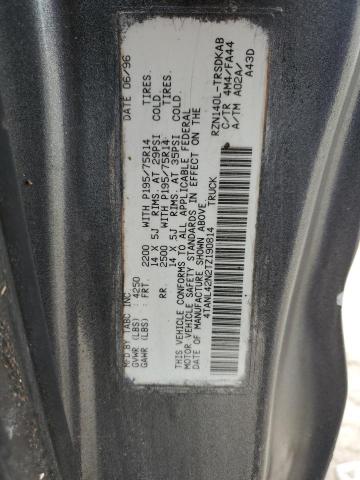 MFD BY TABC INC. DATE 06/96
GVWR (LBS) : 4250
GAWR (LBS) : FRT. 2200 WITH P195/75R14 TIRES.
14 X 5J RIMS. AT 29PSI COLD
RR. 2500 WITH P195/75R14 TIRES.
14 X 5J RIMS. AT 35PSI COLD
THIS VEHICLE CONFORMS TO ALL APPLICABLE FEDERAL
MOTOR VEHICLE SAFETY STANDARDS IN EFFECT ON THE
DATE OF MANUFACTURE SHOWN ABOVE.
4TANL42N2TZ190814 TRUCK
RZN140L-TRSDKAB
C/TR 4M4/FA44
A/TM A02A/
A43D